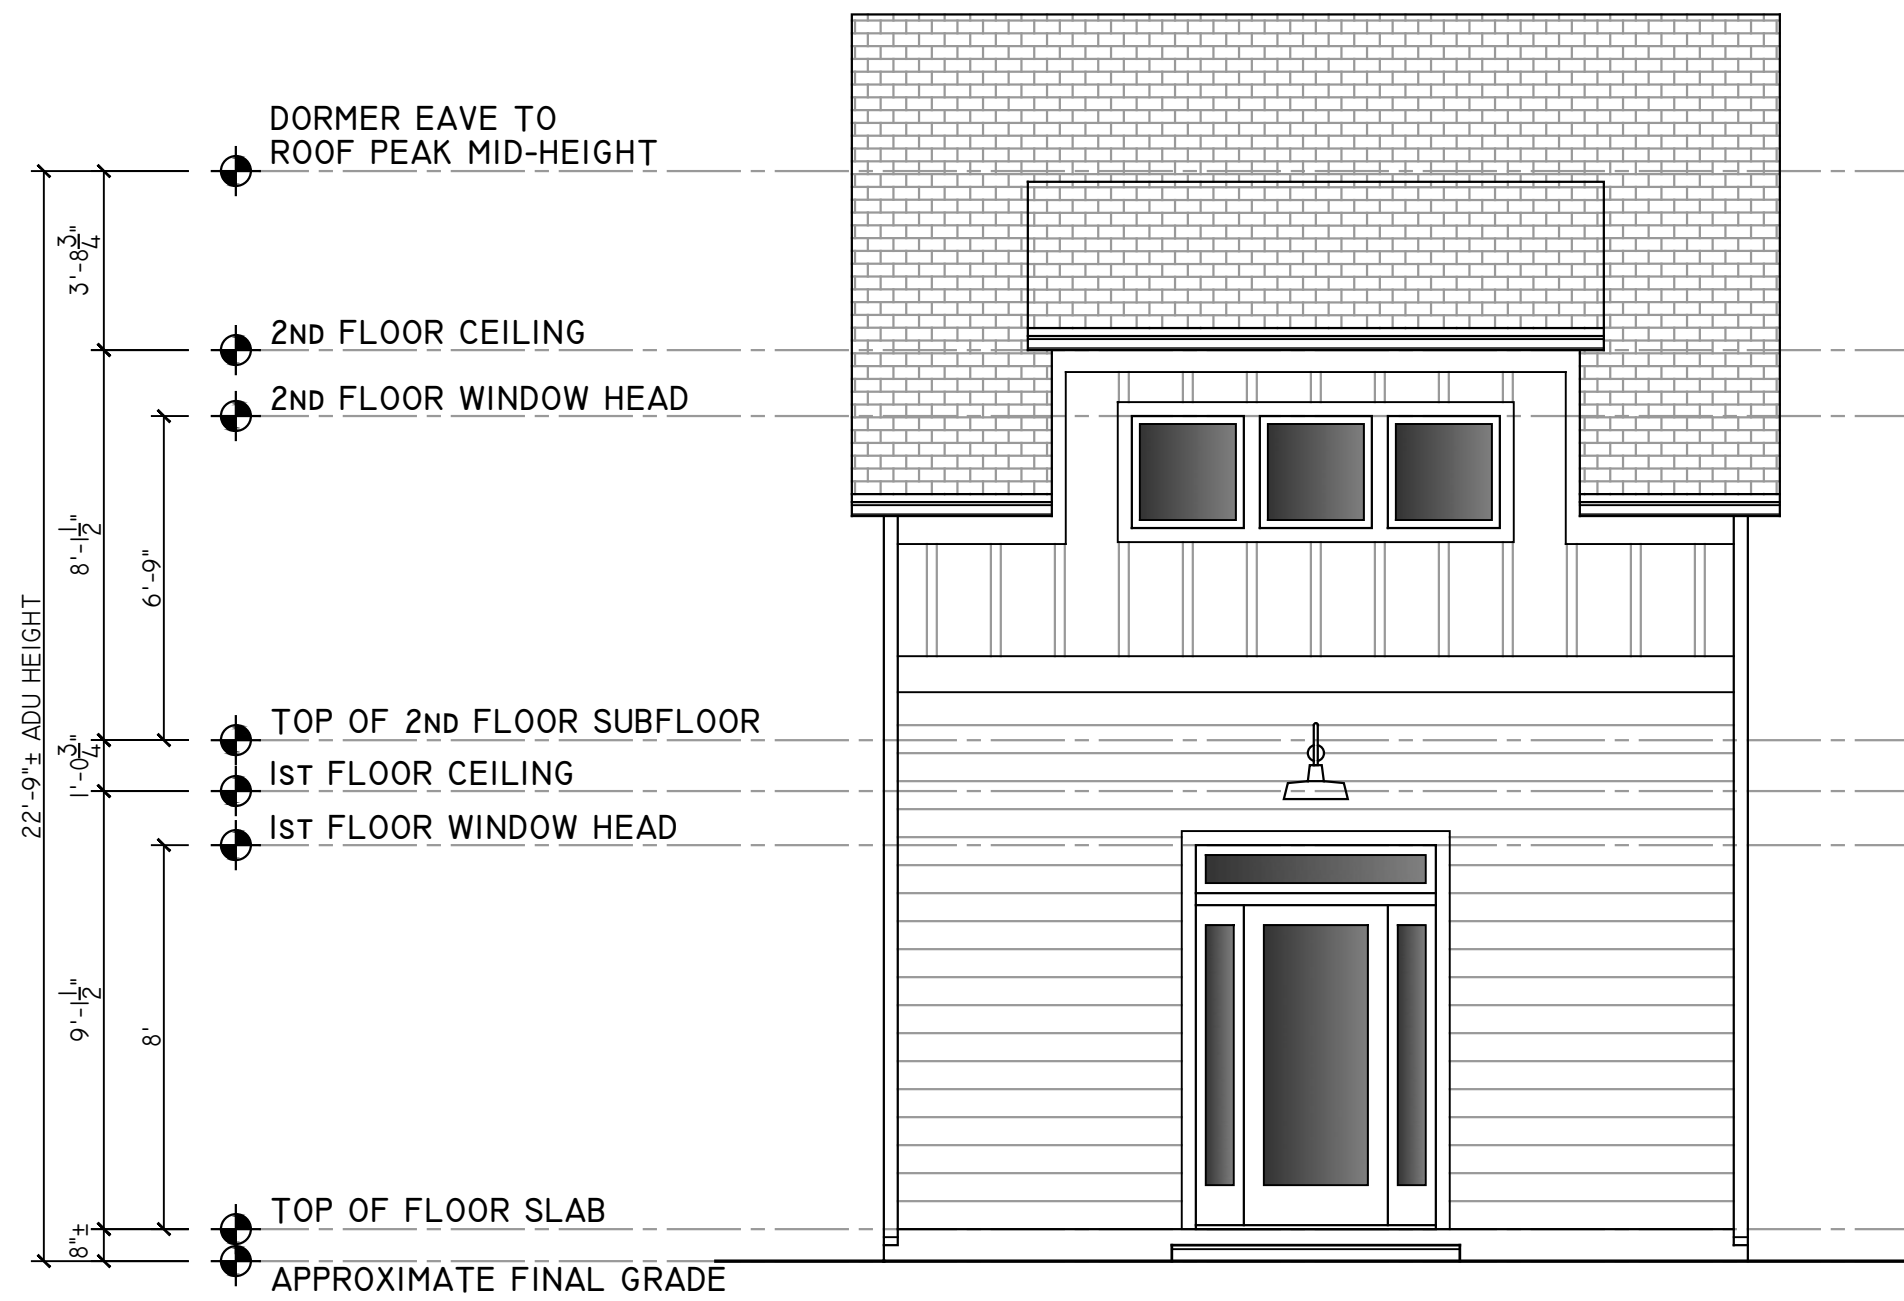 DORMER EAVE TO
ROOF PEAK MID-HEIGHT
3'-8 3/4"
2ND FLOOR CEILING
2ND FLOOR WINDOW HEAD
8'-1 1/2"
6'-9"
22'-9"± ADU HEIGHT
TOP OF 2ND FLOOR SUBFLOOR
1'-0 3/4"
1ST FLOOR CEILING
1ST FLOOR WINDOW HEAD
9'-1 1/2"
8'
TOP OF FLOOR SLAB
8"±
APPROXIMATE FINAL GRADE